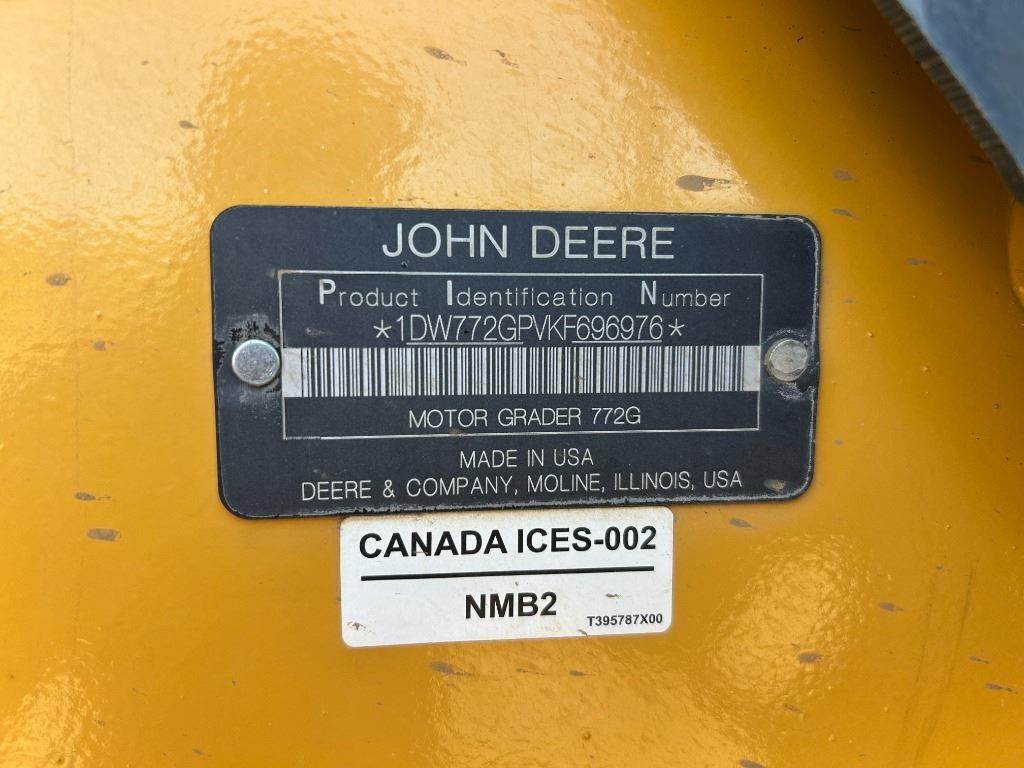 JOHN DEERE
Product Identification Number
*1DW772GPVKF696976*
MOTOR GRADER 772G
MADE IN USA
DEERE & COMPANY, MOLINE, ILLINOIS, USA
CANADA ICES-002
NMB2
T395787X00